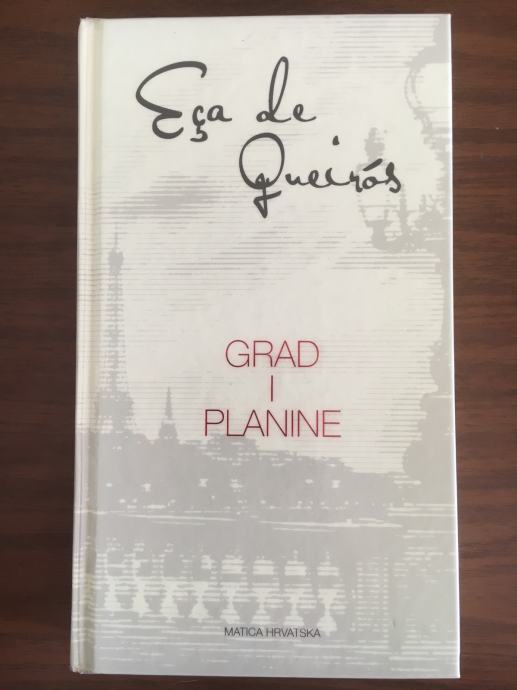 Eça de
Queirós
GRAD
I
PLANINE
MATICA HRVATSKA